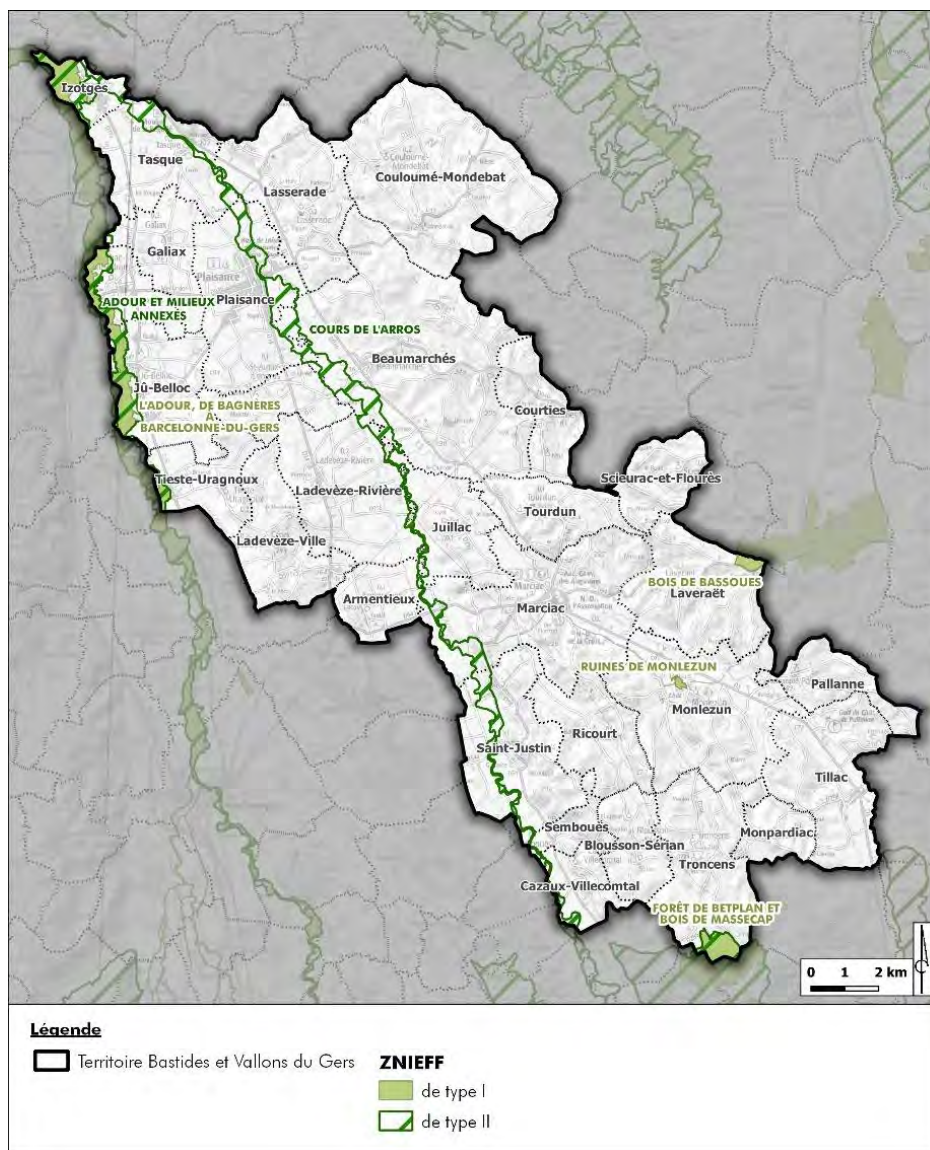 Izotges
Tasque
Lasserade
Couloumé-Mondebat
Galiax
Plaisance
ADOUR ET MILIEUX
ANNEXES
COURS DE L'ARROS
Beaumarchés
Jû-Belloc
L'ADOUR, DE BAGNÈRES
À
BARCELONNE-DU-GERS
Courties
Tieste-Uragnoux
Ladevèze-Rivière
Scieurac-et-Flourès
Tourdun
Juillac
Ladevèze-Ville
BOIS DE BASSOUES
Laveraët
Armentieux
Marciac
RUINES DE MONLEZUN
Pallanne
Monlezun
Ricourt
Saint-Justin
Tillac
Sembouès
Monpardiac
Blousson-Sérian
Troncens
Cazaux-Villecomtal
FORÊT DE BETPLAN ET
BOIS DE MASSECAP
0 1 2 km
Légende
Territoire Bastides et Vallons du Gers
ZNIEFF
de type I
de type II